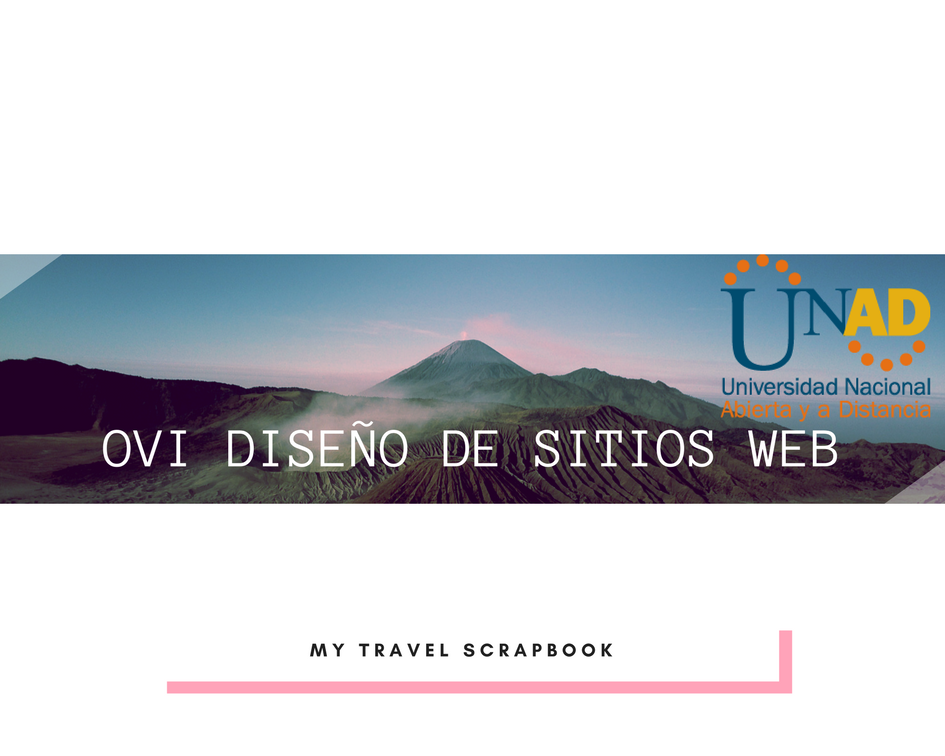 UNAD
Universidad Nacional
Abierta y a Distancia
OVI DISEÑO DE SITIOS WEB
MY TRAVEL SCRAPBOOK